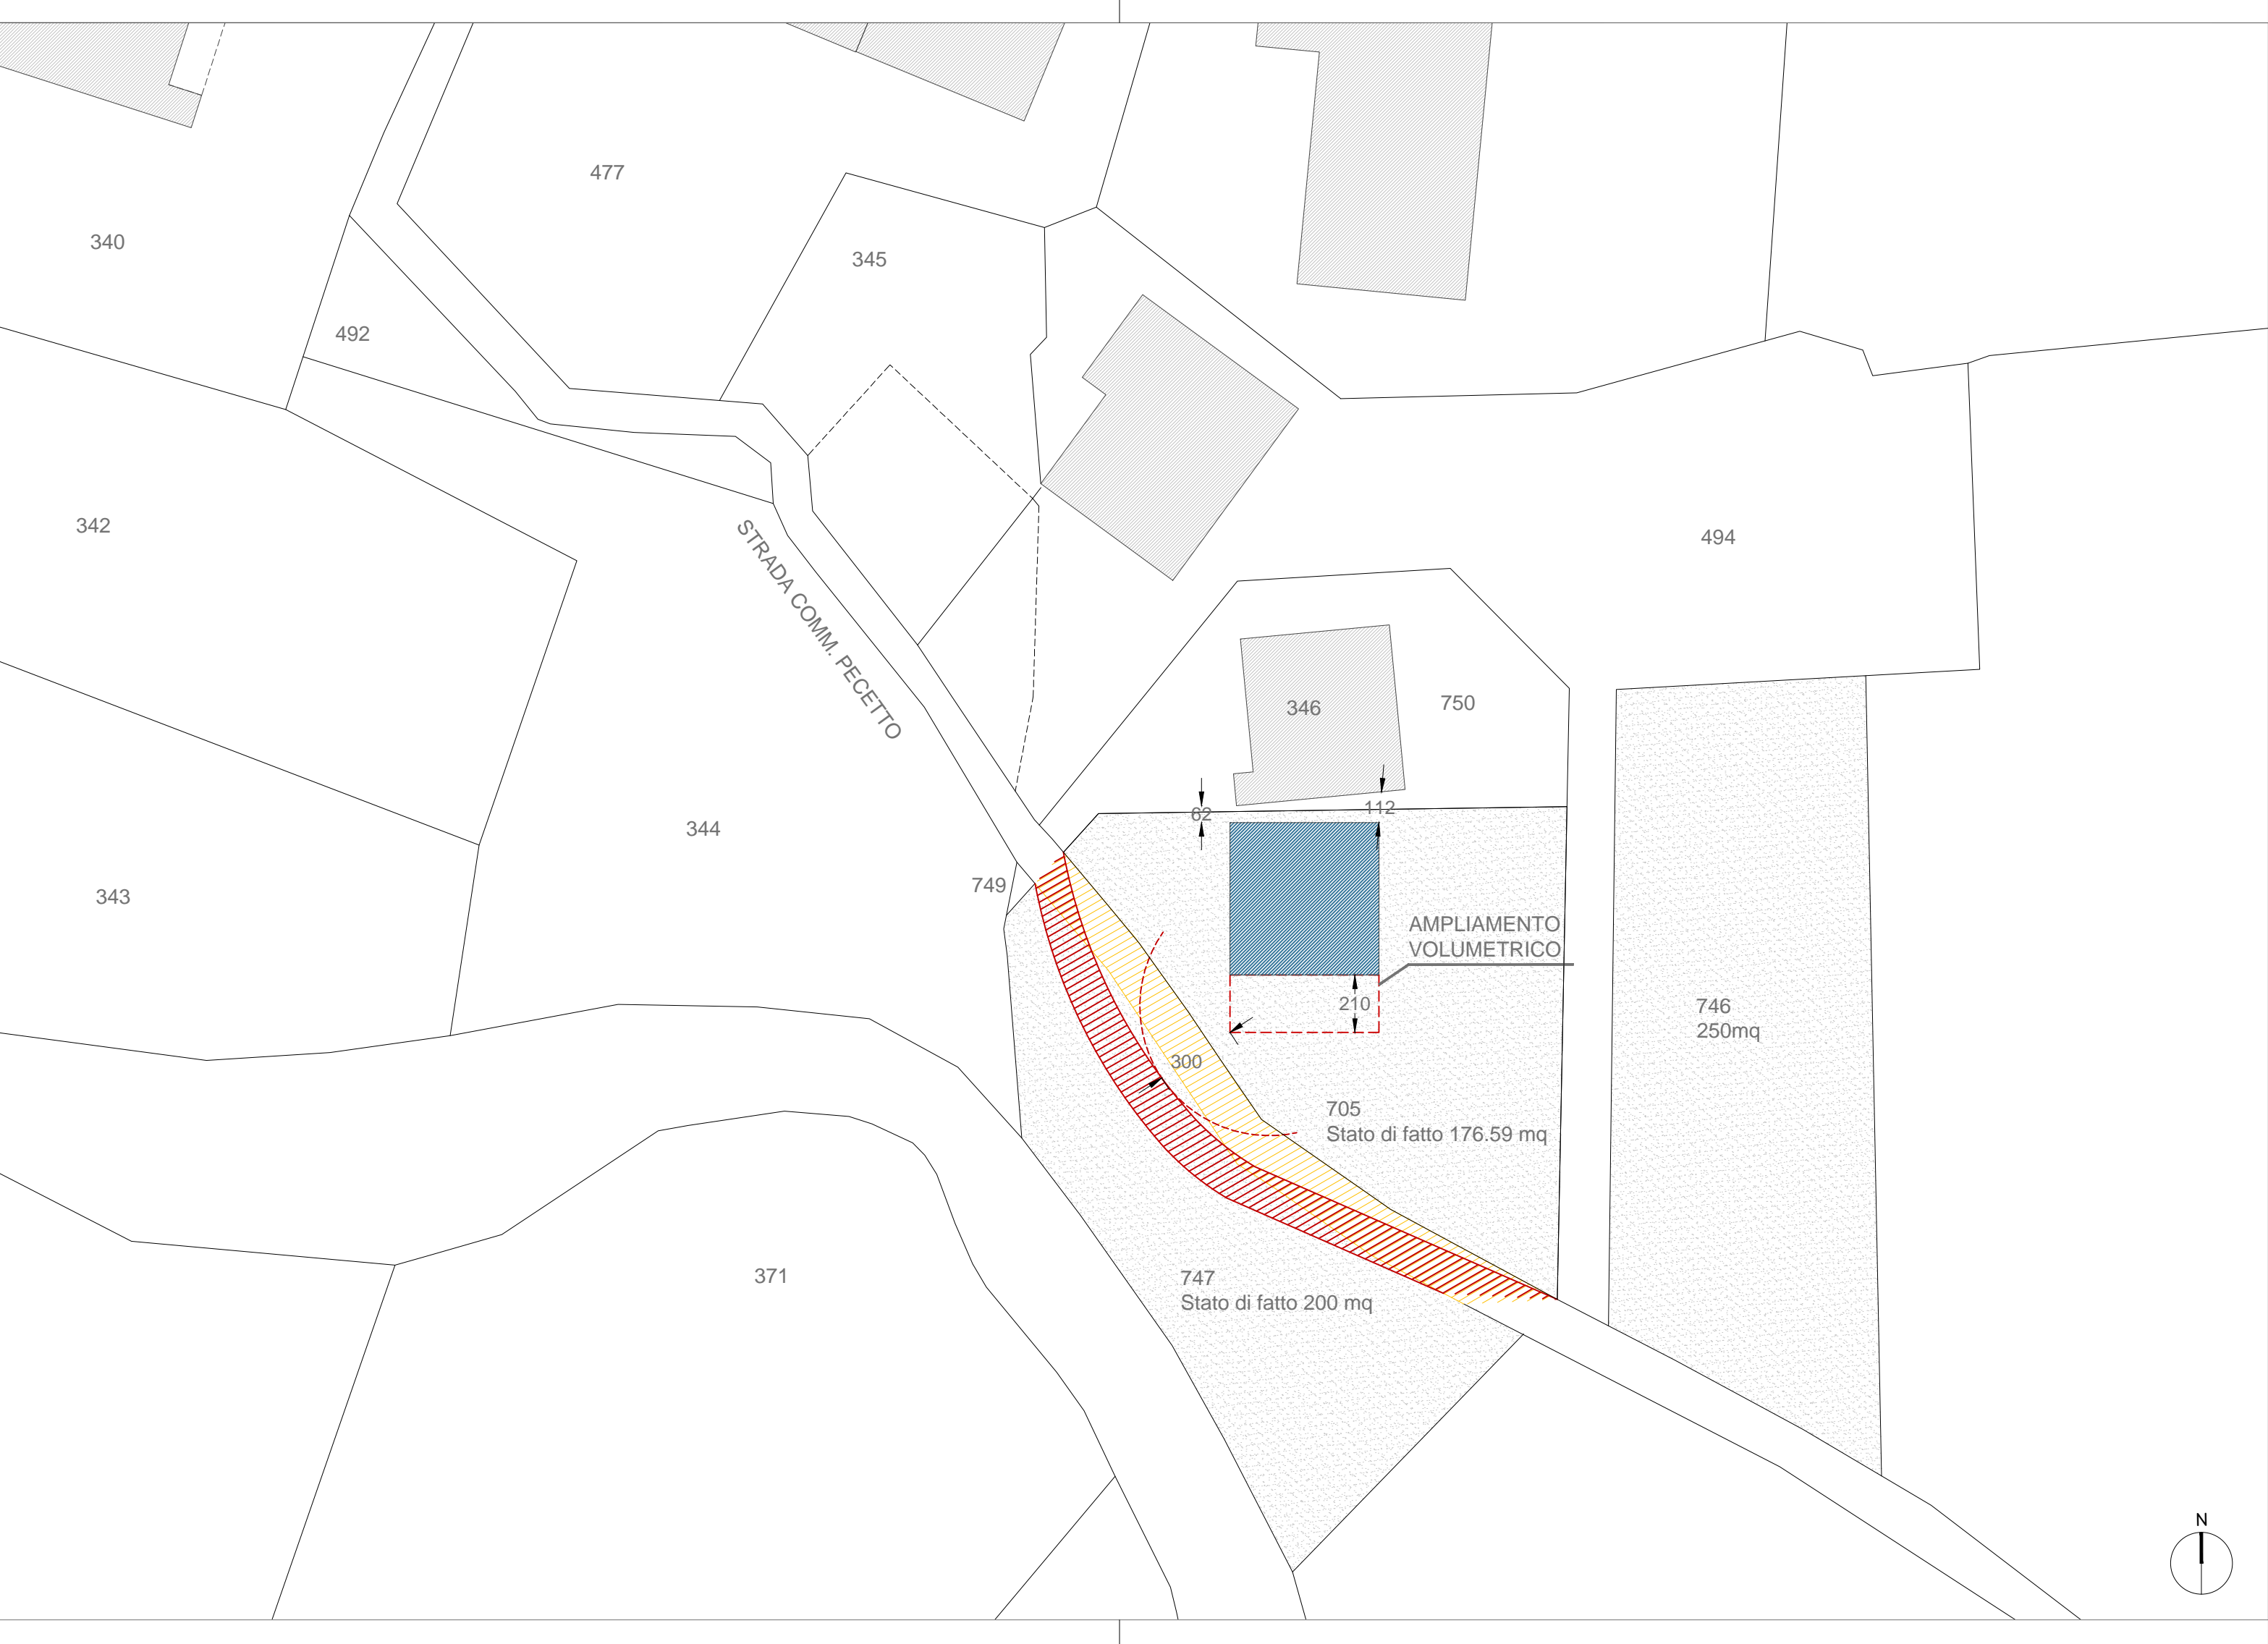 477
340
345
492
342
494
STRADA COMM. PECETTO
346
750
62
112
344
749
343
AMPLIAMENTO
VOLUMETRICO
210
746
250mq
300
705
Stato di fatto 176.59 mq
371
747
Stato di fatto 200 mq
N